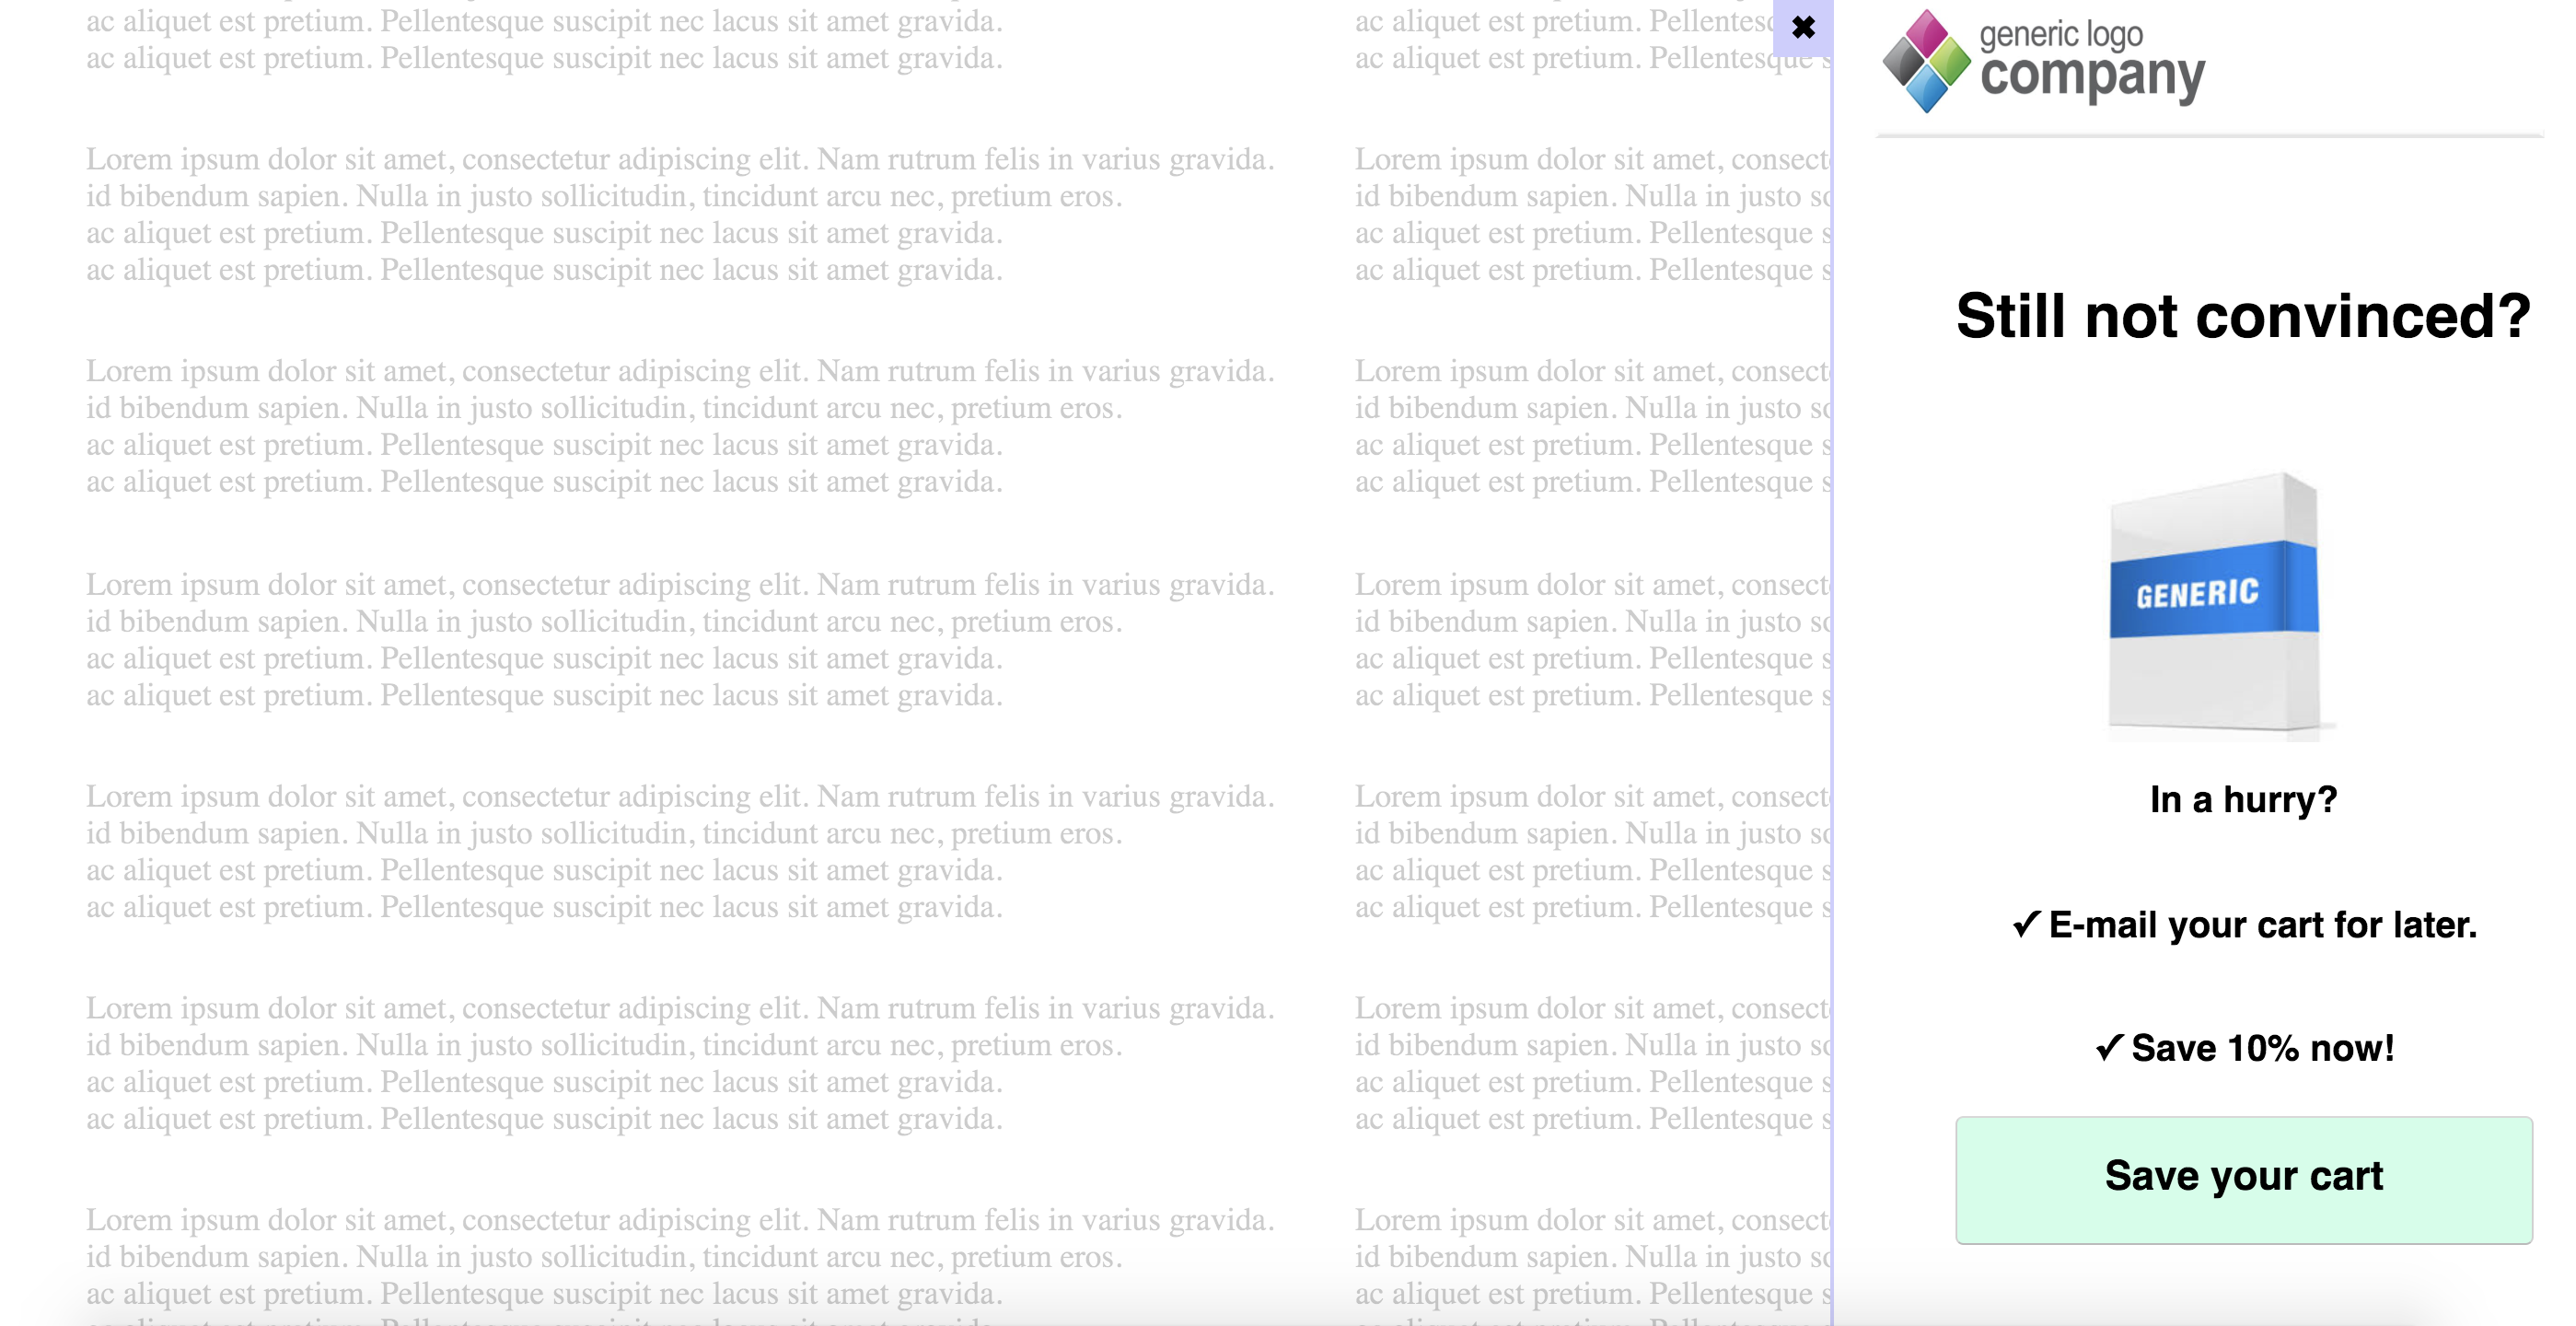 ac aliquet est pretium. Pellentesque suscipit nec lacus sit amet gravida.
ac aliquet est pretium. Pellentesque suscipit nec lacus sit amet gravida.
Lorem ipsum dolor sit amet, consectetur adipiscing elit. Nam rutrum felis in varius gravida.
id bibendum sapien. Nulla in justo sollicitudin, tincidunt arcu nec, pretium eros.
ac aliquet est pretium. Pellentesque suscipit nec lacus sit amet gravida.
ac aliquet est pretium. Pellentesque suscipit nec lacus sit amet gravida.
Lorem ipsum dolor sit amet, consectetur adipiscing elit. Nam rutrum felis in varius gravida.
id bibendum sapien. Nulla in justo sollicitudin, tincidunt arcu nec, pretium eros.
ac aliquet est pretium. Pellentesque suscipit nec lacus sit amet gravida.
ac aliquet est pretium. Pellentesque suscipit nec lacus sit amet gravida.
Lorem ipsum dolor sit amet, consectetur adipiscing elit. Nam rutrum felis in varius gravida.
id bibendum sapien. Nulla in justo sollicitudin, tincidunt arcu nec, pretium eros.
ac aliquet est pretium. Pellentesque suscipit nec lacus sit amet gravida.
ac aliquet est pretium. Pellentesque suscipit nec lacus sit amet gravida.
Lorem ipsum dolor sit amet, consectetur adipiscing elit. Nam rutrum felis in varius gravida.
id bibendum sapien. Nulla in justo sollicitudin, tincidunt arcu nec, pretium eros.
ac aliquet est pretium. Pellentesque suscipit nec lacus sit amet gravida.
ac aliquet est pretium. Pellentesque suscipit nec lacus sit amet gravida.
Lorem ipsum dolor sit amet, consectetur adipiscing elit. Nam rutrum felis in varius gravida.
id bibendum sapien. Nulla in justo sollicitudin, tincidunt arcu nec, pretium eros.
ac aliquet est pretium. Pellentesque suscipit nec lacus sit amet gravida.
ac aliquet est pretium. Pellentesque suscipit nec lacus sit amet gravida.
Lorem ipsum dolor sit amet, consectetur adipiscing elit. Nam rutrum felis in varius gravida.
id bibendum sapien. Nulla in justo sollicitudin, tincidunt arcu nec, pretium eros.
ac aliquet est pretium. Pellentesque suscipit nec lacus sit amet gravida.
ac aliquet est pretium. Pellentes
ac aliquet est pretium. Pellentesque s
Lorem ipsum dolor sit amet, consect
id bibendum sapien. Nulla in justo so
ac aliquet est pretium. Pellentesque s
ac aliquet est pretium. Pellentesque s
Lorem ipsum dolor sit amet, consect
id bibendum sapien. Nulla in justo so
ac aliquet est pretium. Pellentesque s
ac aliquet est pretium. Pellentesque s
Lorem ipsum dolor sit amet, consect
id bibendum sapien. Nulla in justo so
ac aliquet est pretium. Pellentesque s
ac aliquet est pretium. Pellentesque s
Lorem ipsum dolor sit amet, consect
id bibendum sapien. Nulla in justo so
ac aliquet est pretium. Pellentesque s
ac aliquet est pretium. Pellentesque s
Lorem ipsum dolor sit amet, consect
id bibendum sapien. Nulla in justo so
ac aliquet est pretium. Pellentesque s
ac aliquet est pretium. Pellentesque s
Lorem ipsum dolor sit amet, consect
id bibendum sapien. Nulla in justo so
ac aliquet est pretium. Pellentesque s
✖
generic logo
company
Still not convinced?
GENERIC
In a hurry?
✓ E-mail your cart for later.
✓ Save 10% now!
Save your cart